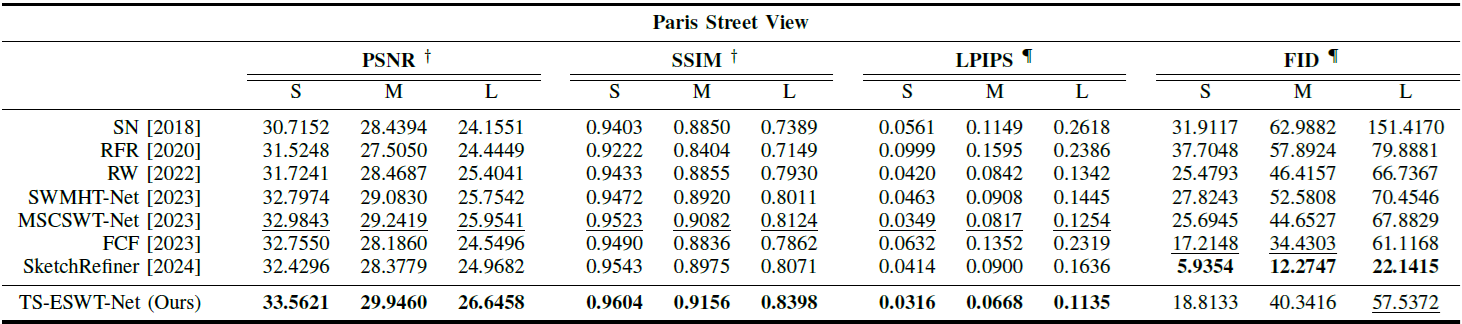 Paris Street View
PSNR † SSIM † LPIPS ¶ FID ¶
S M L S M L S M L S M L
SN [2018] 30.7152 28.4394 24.1551 0.9403 0.8850 0.7389 0.0561 0.1149 0.2618 31.9117 62.9882 151.4170
RFR [2020] 31.5248 27.5050 24.4449 0.9222 0.8404 0.7149 0.0999 0.1595 0.2386 37.7048 57.8924 79.8881
RW [2022] 31.7241 28.4687 25.4041 0.9433 0.8855 0.7930 0.0420 0.0842 0.1342 25.4793 46.4157 66.7367
SWMHT-Net [2023] 32.7974 29.0830 25.7542 0.9472 0.8920 0.8011 0.0463 0.0908 0.1445 27.8243 52.5808 70.4546
MSCSWT-Net [2023] 32.9843 29.2419 25.9541 0.9523 0.9082 0.8124 0.0349 0.0817 0.1254 25.6945 44.6527 67.8829
FCF [2023] 32.7550 28.1860 24.5496 0.9490 0.8836 0.7862 0.0632 0.1352 0.2319 17.2148 34.4303 61.1168
SketchRefiner [2024] 32.4296 28.3779 24.9682 0.9543 0.8975 0.8071 0.0414 0.0900 0.1636 5.9354 12.2747 22.1415
TS-ESWT-Net (Ours) 33.5621 29.9460 26.6458 0.9604 0.9156 0.8398 0.0316 0.0668 0.1135 18.8133 40.3416 57.5372